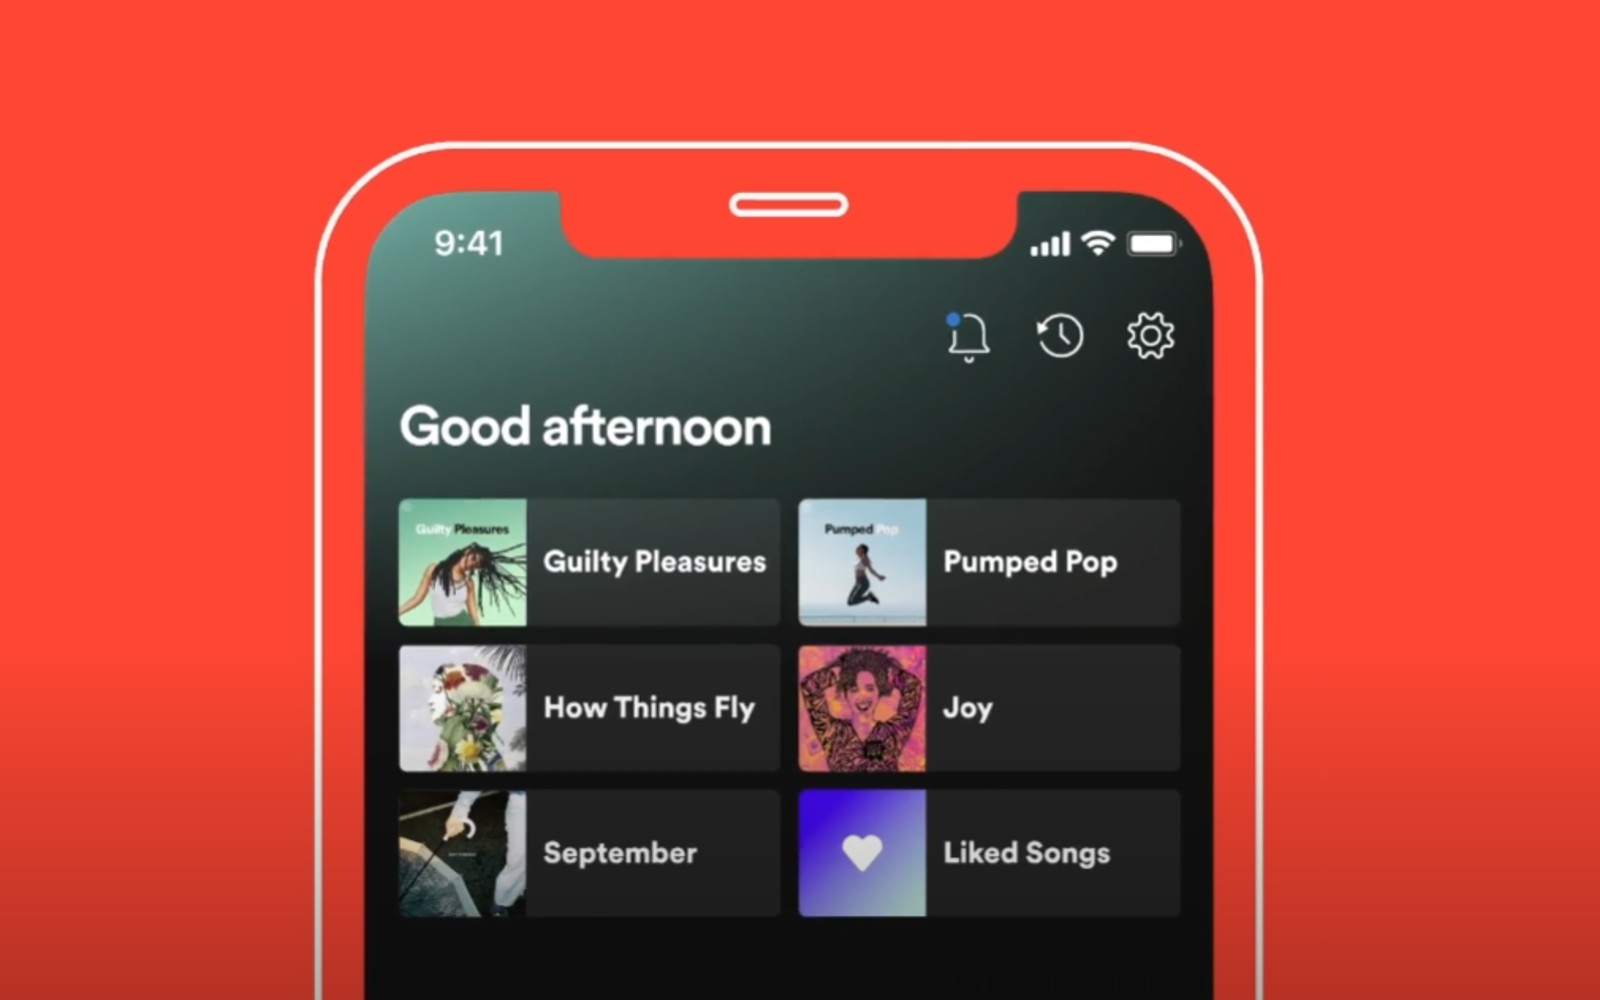 9:41
Good afternoon
Guilty Pleasures
Guilty Pleasures
Pumped Pop
Pumped Pop
How Things Fly
Joy
September
Liked Songs